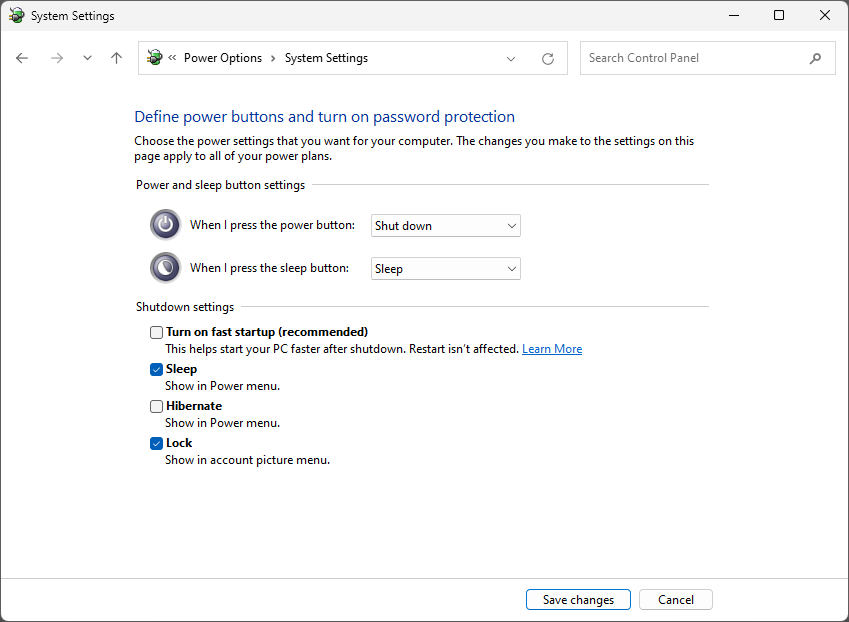 System Settings
« Power Options › System Settings
Search Control Panel
Define power buttons and turn on password protection
Choose the power settings that you want for your computer. The changes you make to the settings on this
page apply to all of your power plans.
Power and sleep button settings
When I press the power button: Shut down
When I press the sleep button: Sleep
Shutdown settings
Turn on fast startup (recommended)
This helps start your PC faster after shutdown. Restart isn't affected. Learn More
Sleep
Show in Power menu.
Hibernate
Show in Power menu.
Lock
Show in account picture menu.
Save changes Cancel